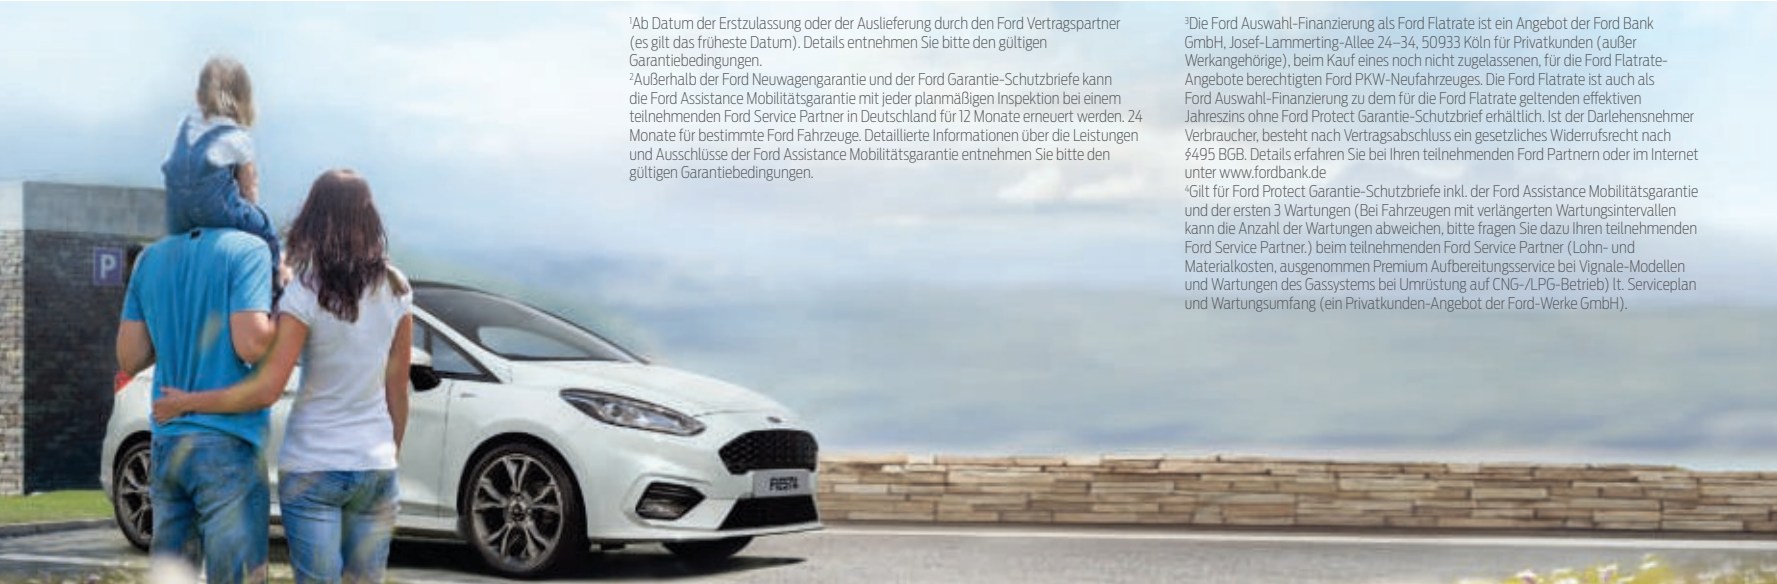 P
FIESTA
¹Ab Datum der Erstzulassung oder der Auslieferung durch den Ford Vertragspartner
(es gilt das früheste Datum). Details entnehmen Sie bitte den gültigen
Garantiebedingungen.
²Außerhalb der Ford Neuwagengarantie und der Ford Garantie-Schutzbriefe kann
die Ford Assistance Mobilitätsgarantie mit jeder planmäßigen Inspektion bei einem
teilnehmenden Ford Service Partner in Deutschland für 12 Monate erneuert werden. 24
Monate für bestimmte Ford Fahrzeuge. Detaillierte Informationen über die Leistungen
und Ausschlüsse der Ford Assistance Mobilitätsgarantie entnehmen Sie bitte den
gültigen Garantiebedingungen.
³Die Ford Auswahl-Finanzierung als Ford Flatrate ist ein Angebot der Ford Bank
GmbH, Josef-Lammerting-Allee 24–34, 50933 Köln für Privatkunden (außer
Werkangehörige), beim Kauf eines noch nicht zugelassenen, für die Ford Flatrate-
Angebote berechtigten Ford PKW-Neufahrzeuges. Die Ford Flatrate ist auch als
Ford Auswahl-Finanzierung zu dem für die Ford Flatrate geltenden effektiven
Jahreszins ohne Ford Protect Garantie-Schutzbrief erhältlich. Ist der Darlehensnehmer
Verbraucher, besteht nach Vertragsabschluss ein gesetzliches Widerrufsrecht nach
§495 BGB. Details erfahren Sie bei Ihren teilnehmenden Ford Partnern oder im Internet
unter www.fordbank.de
⁴Gilt für Ford Protect Garantie-Schutzbriefe inkl. der Ford Assistance Mobilitätsgarantie
und der ersten 3 Wartungen (Bei Fahrzeugen mit verlängerten Wartungsintervallen
kann die Anzahl der Wartungen abweichen, bitte fragen Sie dazu Ihren teilnehmenden
Ford Service Partner.) beim teilnehmenden Ford Service Partner (Lohn- und
Materialkosten, ausgenommen Premium Aufbereitungsservice bei Vignale-Modellen
und Wartungen des Gassystems bei Umrüstung auf CNG-/LPG-Betrieb) lt. Serviceplan
und Wartungsumfang (ein Privatkunden-Angebot der Ford-Werke GmbH).